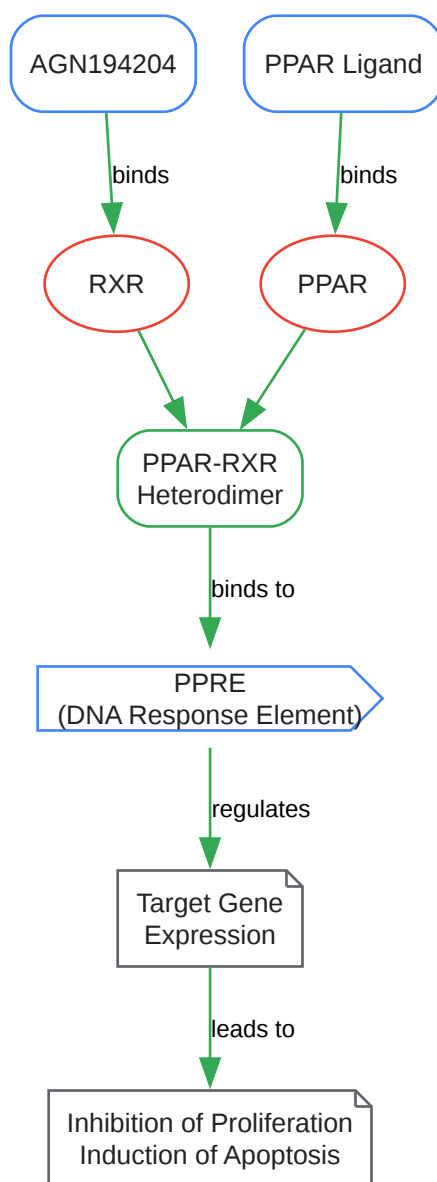 AGN194204
PPAR Ligand
binds
binds
RXR
PPAR
PPAR-RXR
Heterodimer
binds to
PPRE
(DNA Response Element)
regulates
Target Gene
Expression
leads to
Inhibition of Proliferation
Induction of Apoptosis